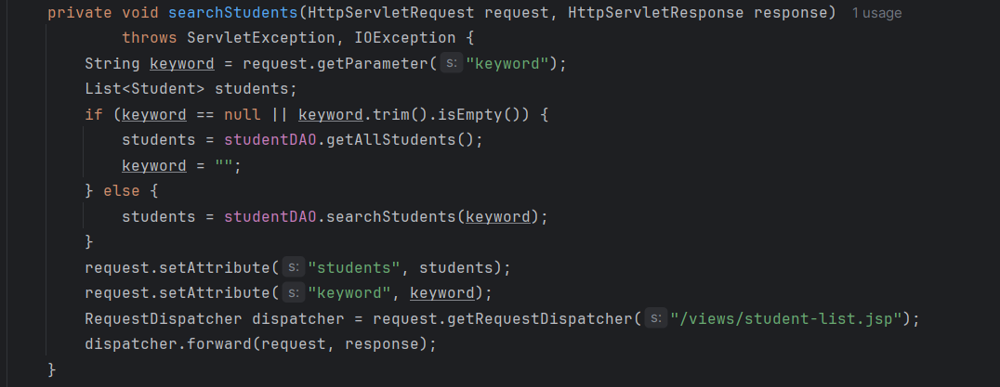 private void searchStudents(HttpServletRequest request, HttpServletResponse response) 1 usage
throws ServletException, IOException {
String keyword = request.getParameter( s: "keyword");
List<Student> students;
if (keyword == null || keyword.trim().isEmpty()) {
students = studentDAO.getAllStudents();
keyword = "";
} else {
students = studentDAO.searchStudents(keyword);
}
request.setAttribute( s: "students", students);
request.setAttribute( s: "keyword", keyword);
RequestDispatcher dispatcher = request.getRequestDispatcher( s: "/views/student-list.jsp");
dispatcher.forward(request, response);
}